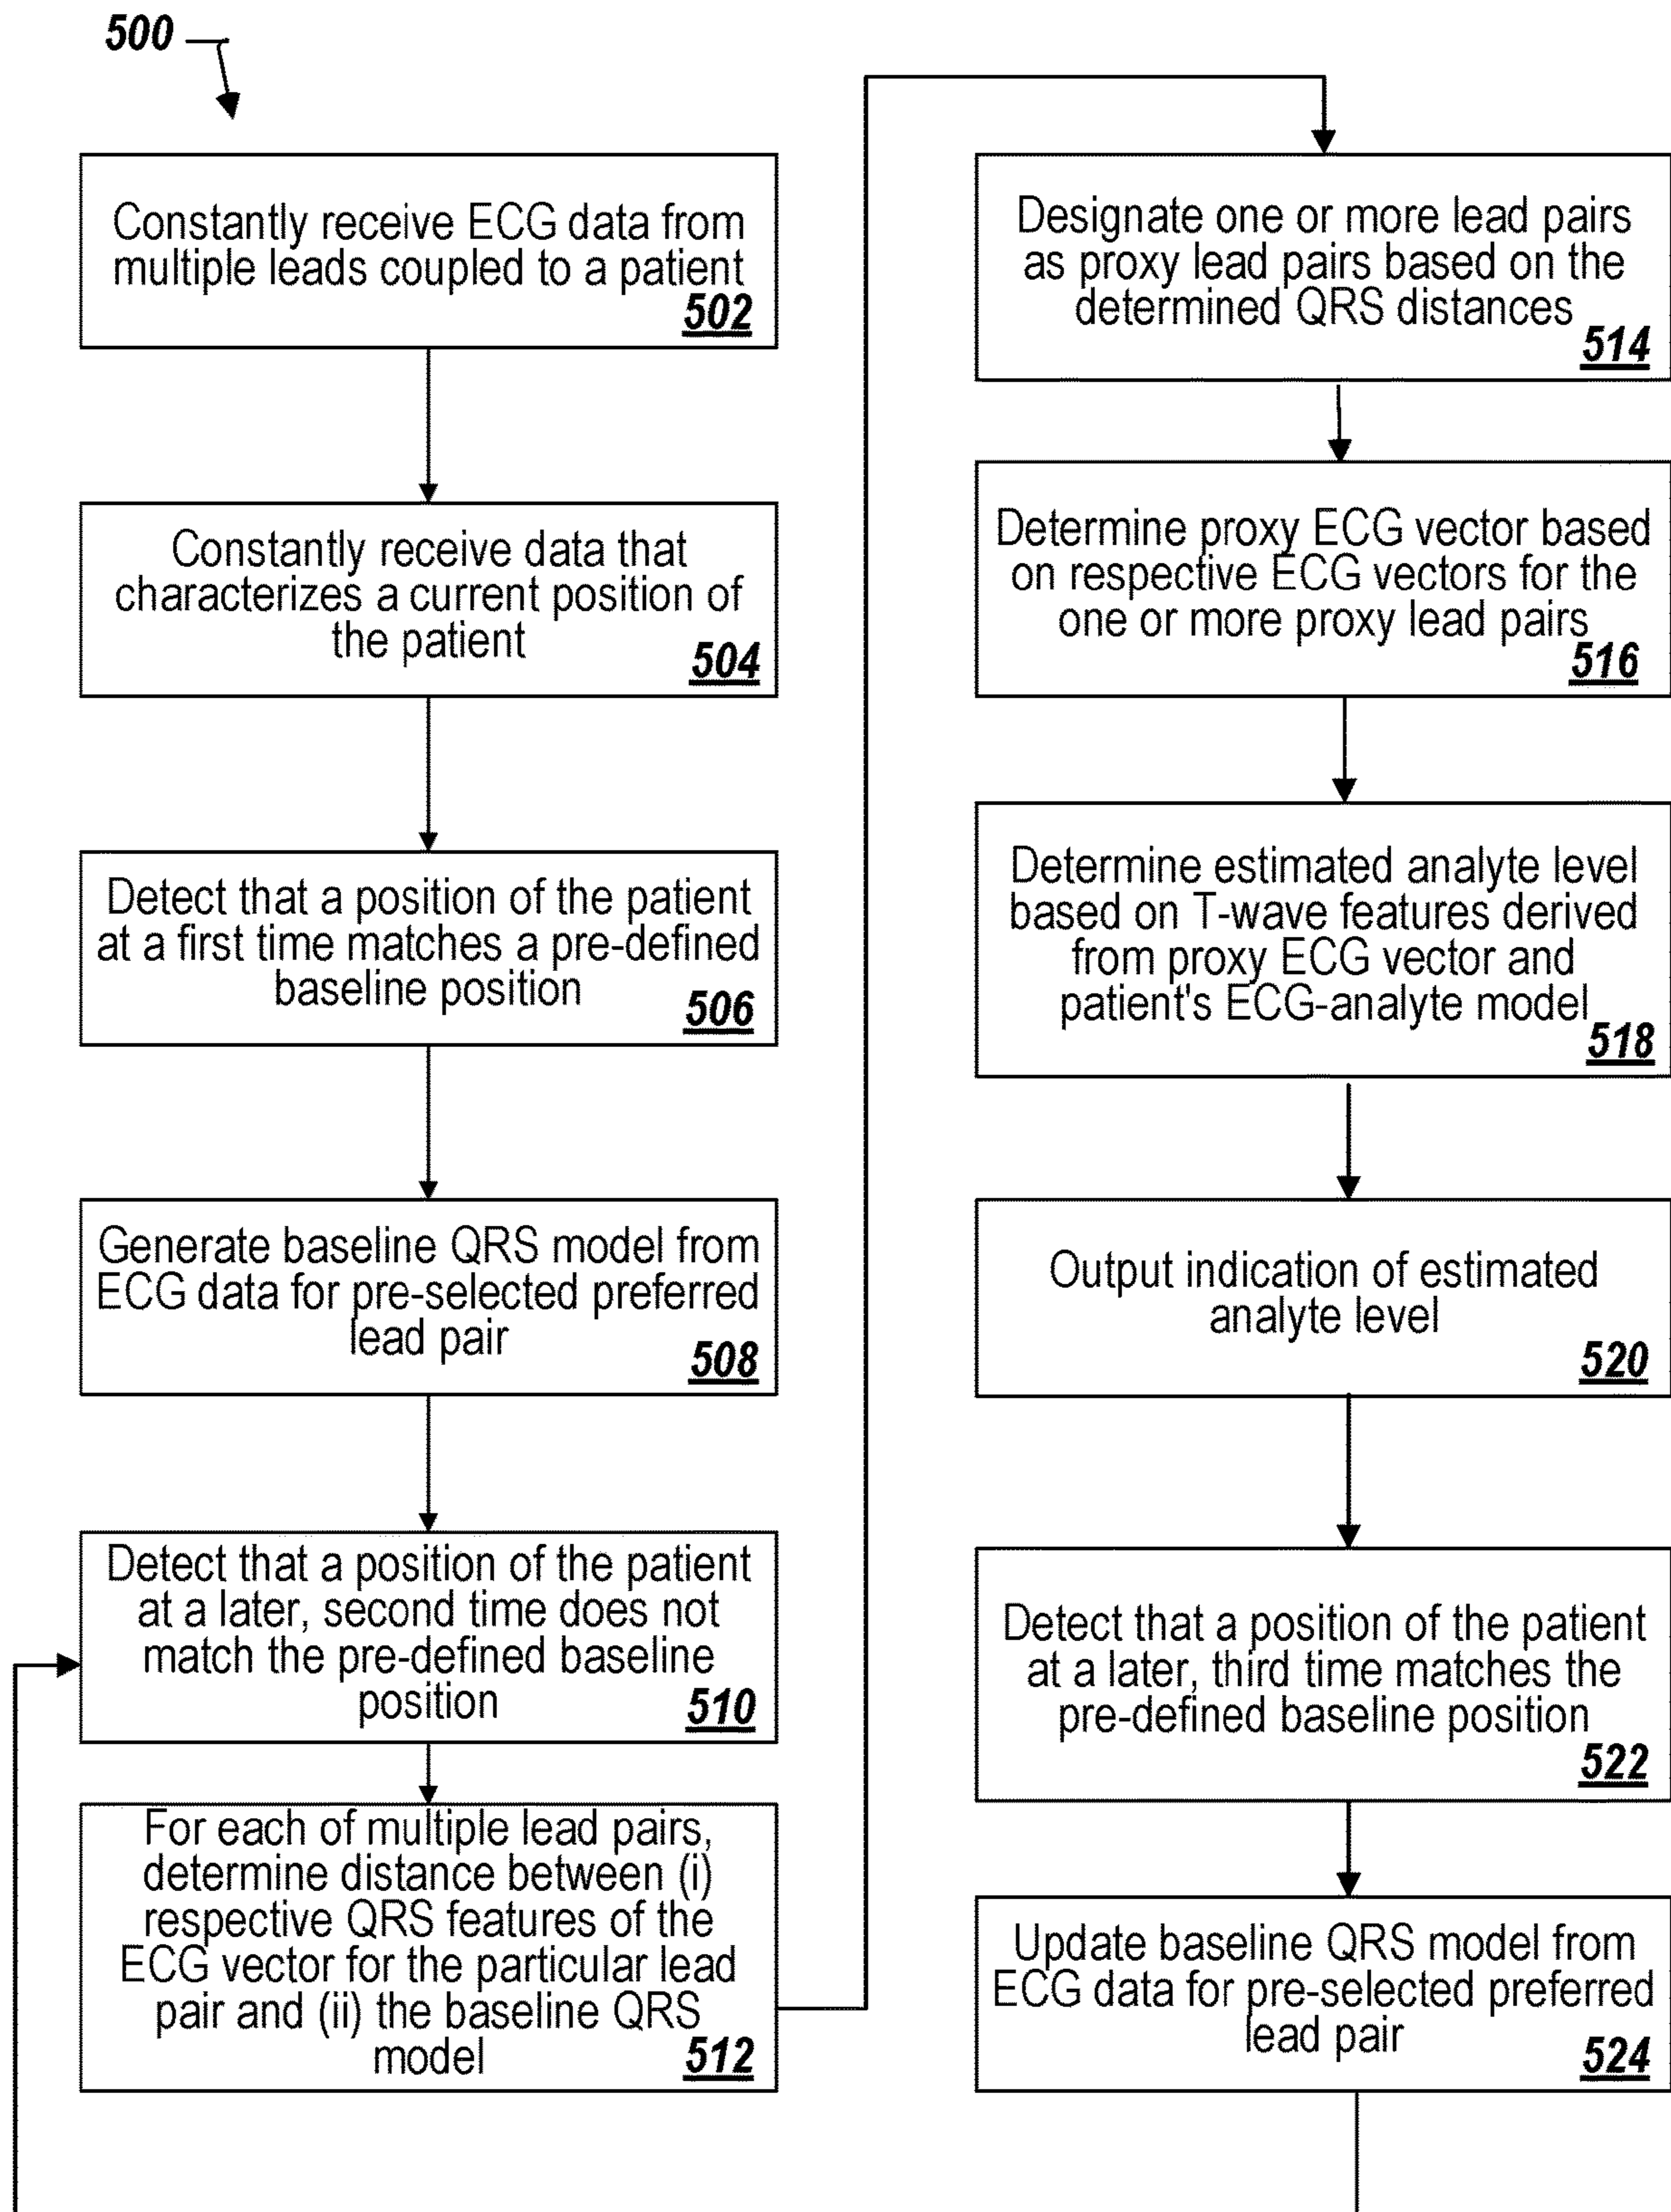 500
Constantly receive ECG data from
multiple leads coupled to a patient
502
Constantly receive data that
characterizes a current position of
the patient
504
Detect that a position of the patient
at a first time matches a pre-defined
baseline position
506
Generate baseline QRS model from
ECG data for pre-selected preferred
lead pair
508
Detect that a position of the patient
at a later, second time does not
match the pre-defined baseline
position
510
For each of multiple lead pairs,
determine distance between (i)
respective QRS features of the
ECG vector for the particular lead
pair and (ii) the baseline QRS
model
512
Designate one or more lead pairs
as proxy lead pairs based on the
determined QRS distances
514
Determine proxy ECG vector based
on respective ECG vectors for the
one or more proxy lead pairs
516
Determine estimated analyte level
based on T-wave features derived
from proxy ECG vector and
patient's ECG-analyte model
518
Output indication of estimated
analyte level
520
Detect that a position of the patient
at a later, third time matches the
pre-defined baseline position
522
Update baseline QRS model from
ECG data for pre-selected preferred
lead pair
524